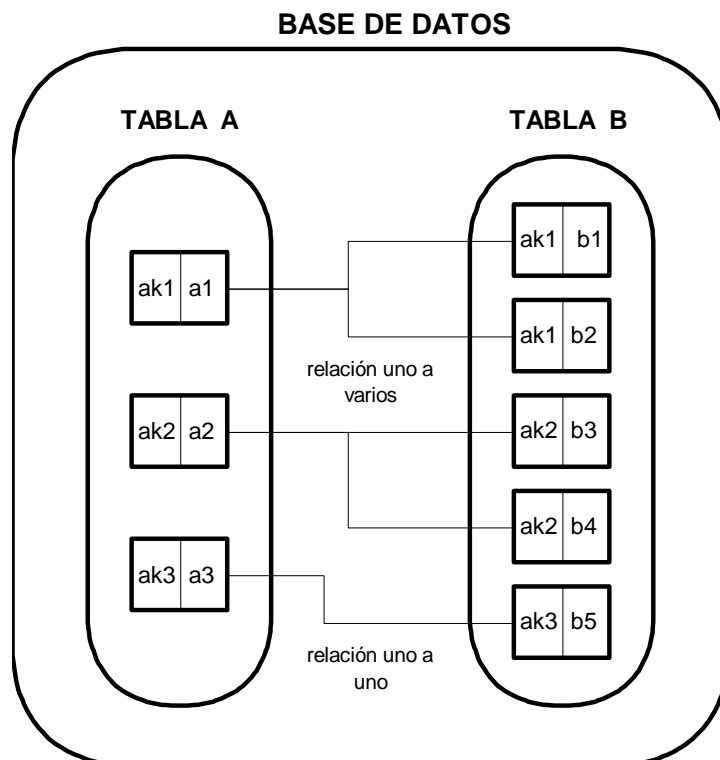 BASE DE DATOS
TABLA A
TABLA B
ak1 a1
ak2 a2
ak3 a3
relación uno a
varios
relación uno a
uno
ak1 b1
ak1 b2
ak2 b3
ak2 b4
ak3 b5